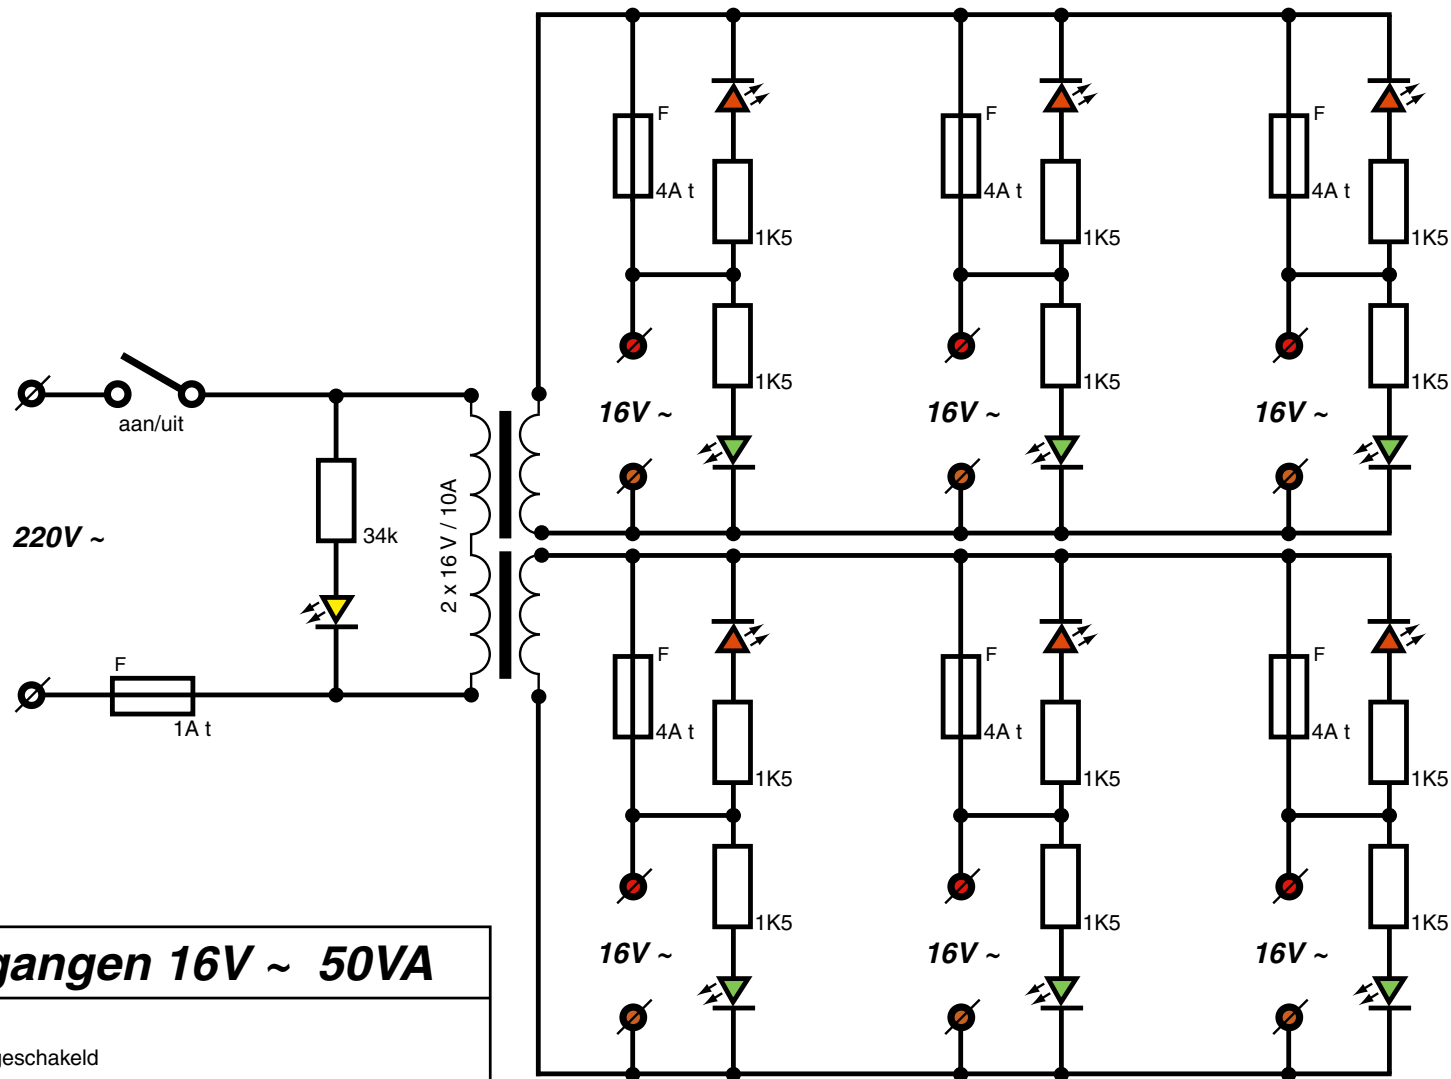 F F F
4A t 4A t 4A t
1K5 1K5 1K5
1K5 1K5 1K5
16V ~ 16V ~ 16V ~
aan/uit
220V ~
34k
2 x 16 V / 10A
F
1A t
F F F
4A t 4A t 4A t
1K5 1K5 1K5
1K5 1K5 1K5
16V ~ 16V ~ 16V ~
gangen 16V ~ 50VA
geschakeld